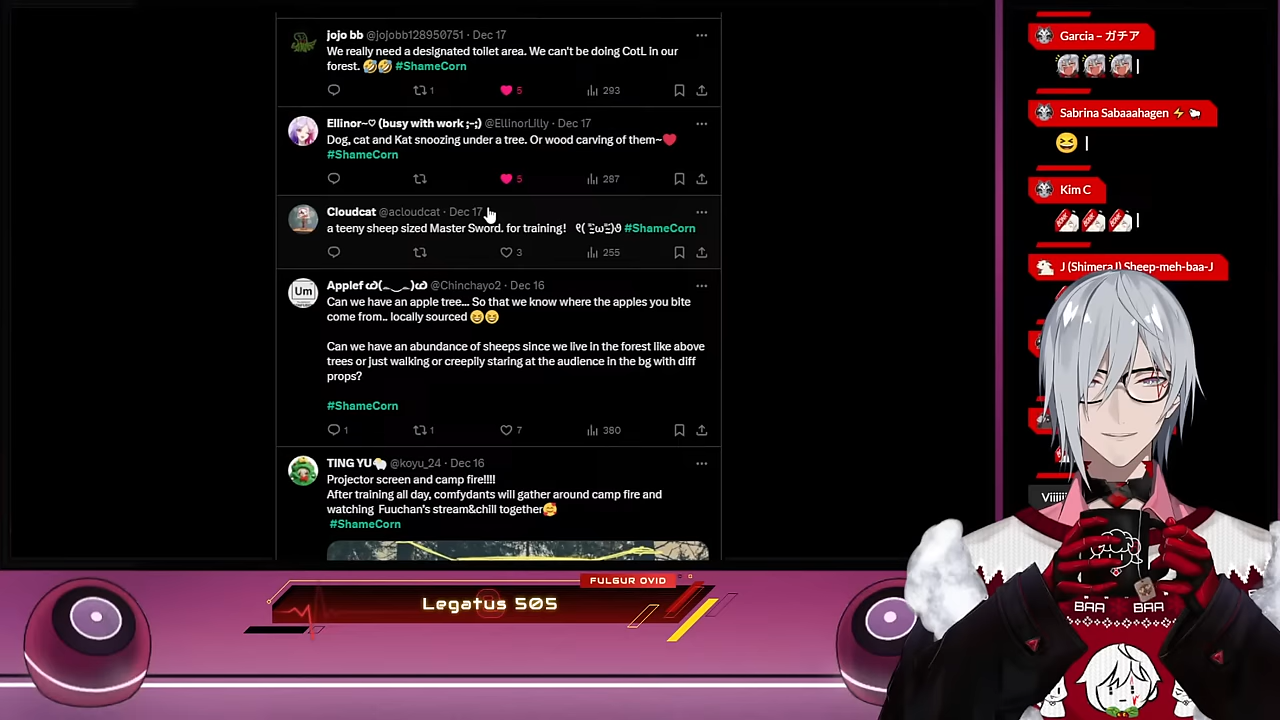 jojo bb @jojobb128950751 · Dec 17
We really need a designated toilet area. We can't be doing CotL in our
forest. 🤣🤣 #ShameCorn
1 5 293
Ellinor~♡ (busy with work ;-;) @EllinorLilly · Dec 17
Dog, cat and Kat snoozing under a tree. Or wood carving of them~❤️
#ShameCorn
5 287
Cloudcat @acloudcat · Dec 17
a teeny sheep sized Master Sword. for training! #ShameCorn
3 255
Um
Applef @Chinchayo2 · Dec 16
Can we have an apple tree... So that we know where the apples you bite
come from.. locally sourced 😆😆
Can we have an abundance of sheeps since we live in the forest like above
trees or just walking or creepily staring at the audience in the bg with diff
props?
#ShameCorn
1 1 7 380
TING YU🐑 @koyu_24 · Dec 16
Projector screen and camp fire!!!!
After training all day, comfydants will gather around camp fire and
watching Fuuchan's stream&chill together🥰
#ShameCorn
Garcia – ガチア
Sabrina Sabaaahagen ⚡🐑
😆
Kim C
J (ShimeraJ) Sheep-meh-baa-J
FULGUR OVID
Legatus 505
BAA BAA